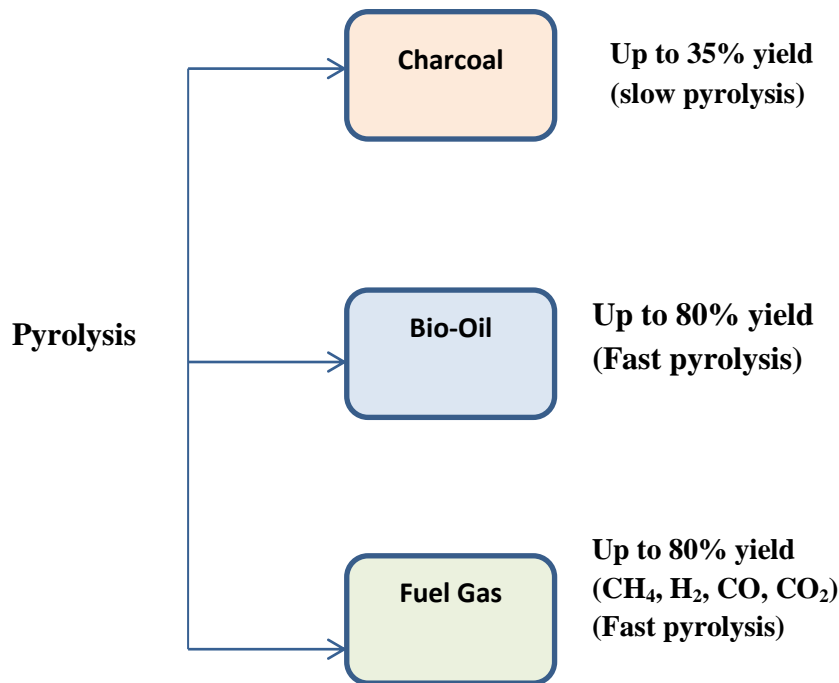 Charcoal
Up to 35% yield
(slow pyrolysis)
Pyrolysis
Bio-Oil
Up to 80% yield
(Fast pyrolysis)
Fuel Gas
Up to 80% yield
(CH₄, H₂, CO, CO₂)
(Fast pyrolysis)